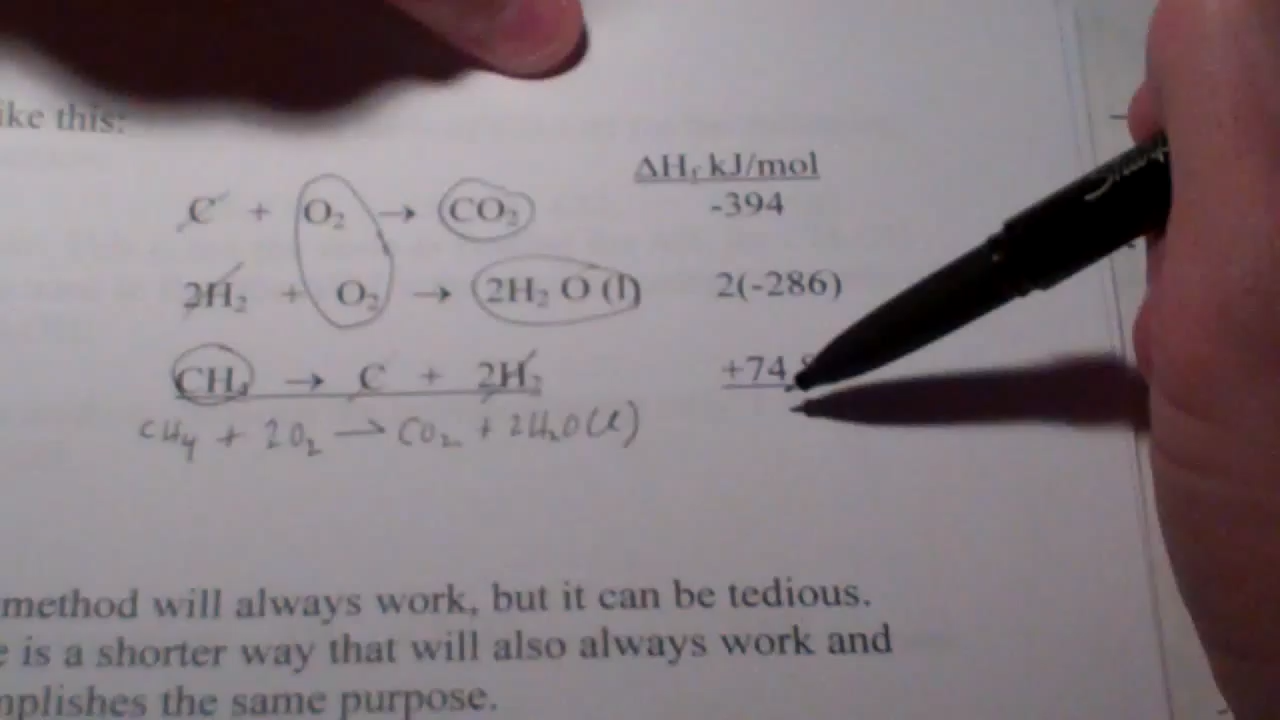 ike this:
ΔHf kJ/mol
C + O₂ → CO₂ -394
2H₂ + O₂ → 2H₂O(l) 2(-286)
CH₄ → C + 2H₂ +74
CH₄ + 2O₂ → CO₂ + 2H₂O(l)
method will always work, but it can be tedious.
e is a shorter way that will also always work and
mplishes the same purpose.